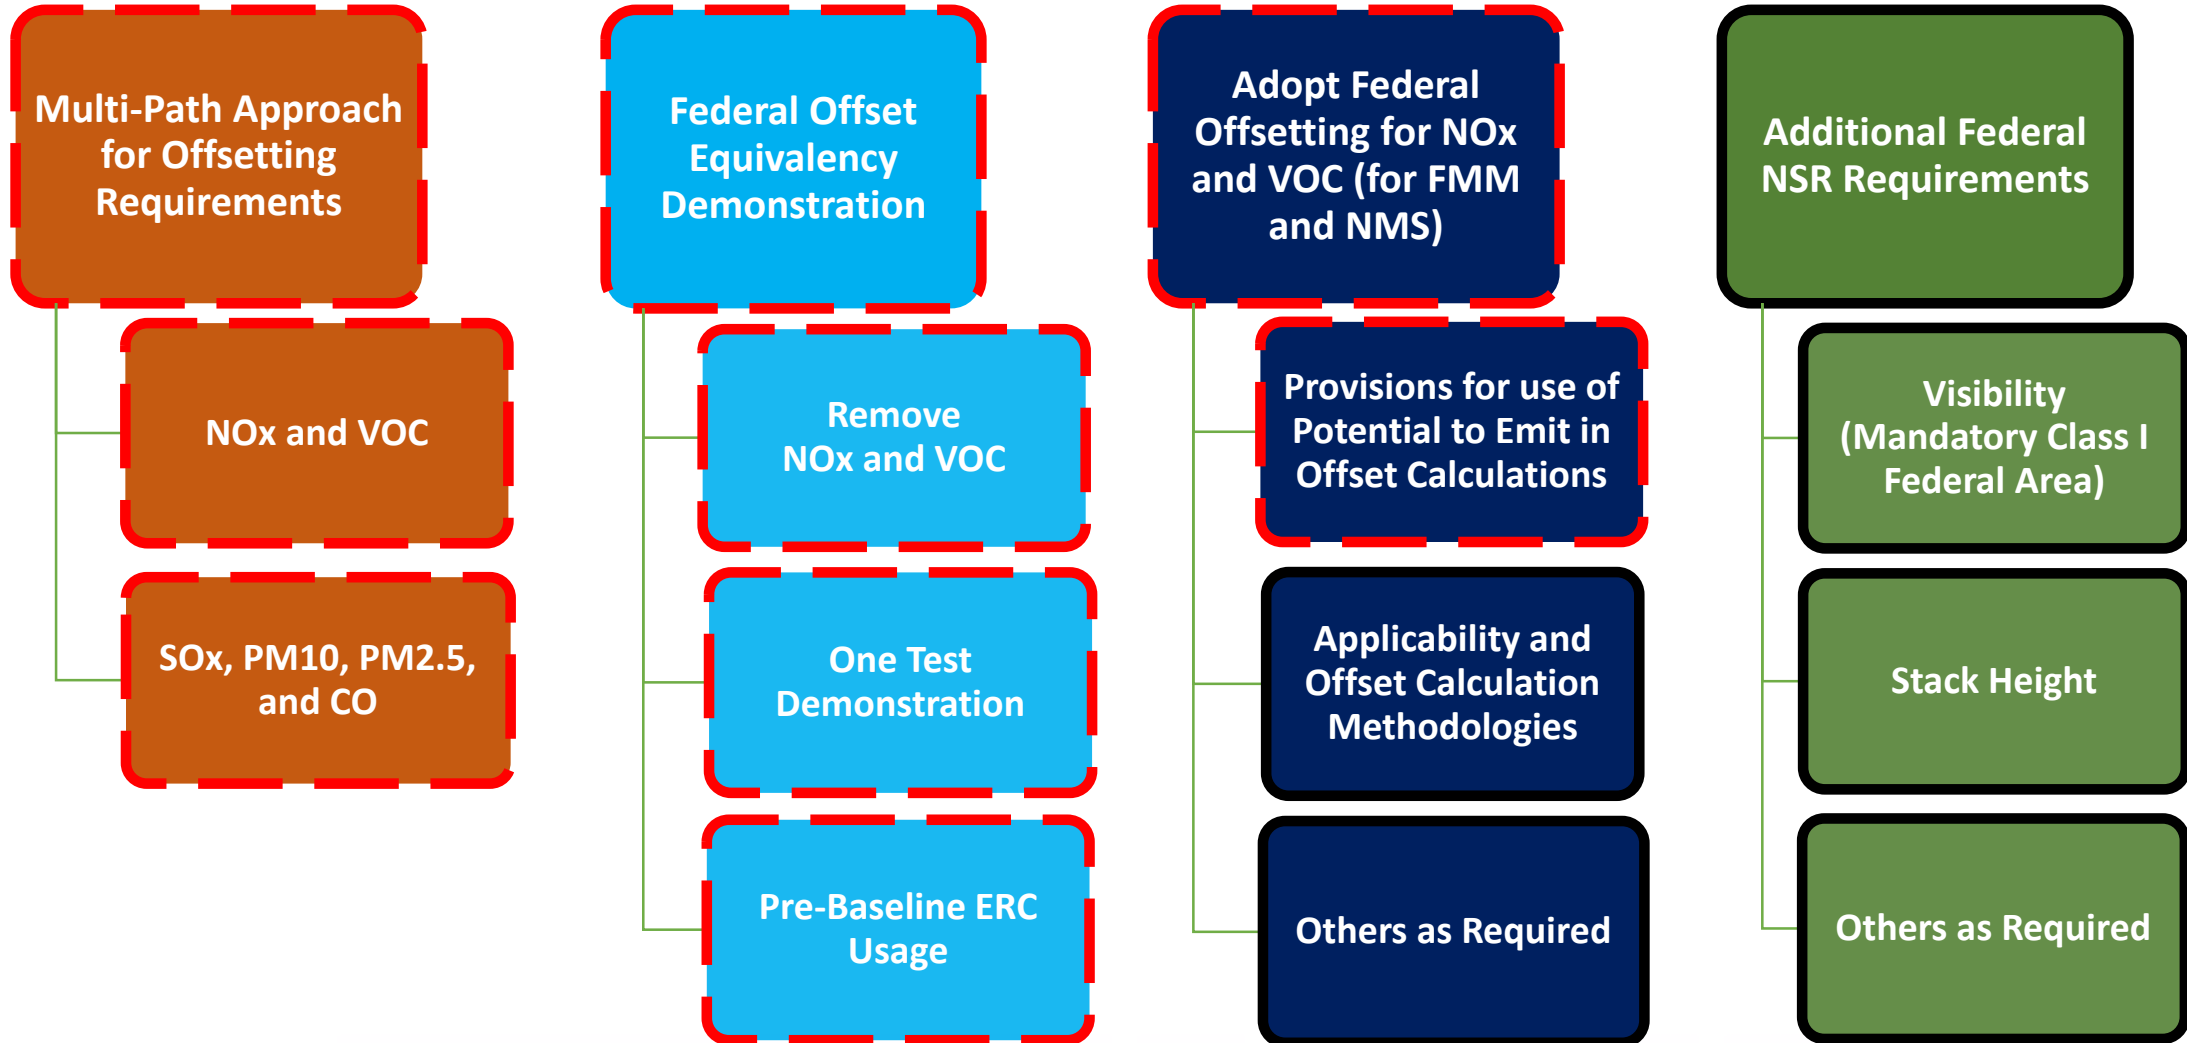 Multi-Path Approach
for Offsetting
Requirements
NOx and VOC
SOx, PM10, PM2.5,
and CO
Federal Offset
Equivalency
Demonstration
Remove
NOx and VOC
One Test
Demonstration
Pre-Baseline ERC
Usage
Adopt Federal
Offsetting for NOx
and VOC (for FMM
and NMS)
Provisions for use of
Potential to Emit in
Offset Calculations
Applicability and
Offset Calculation
Methodologies
Others as Required
Additional Federal
NSR Requirements
Visibility
(Mandatory Class I
Federal Area)
Stack Height
Others as Required